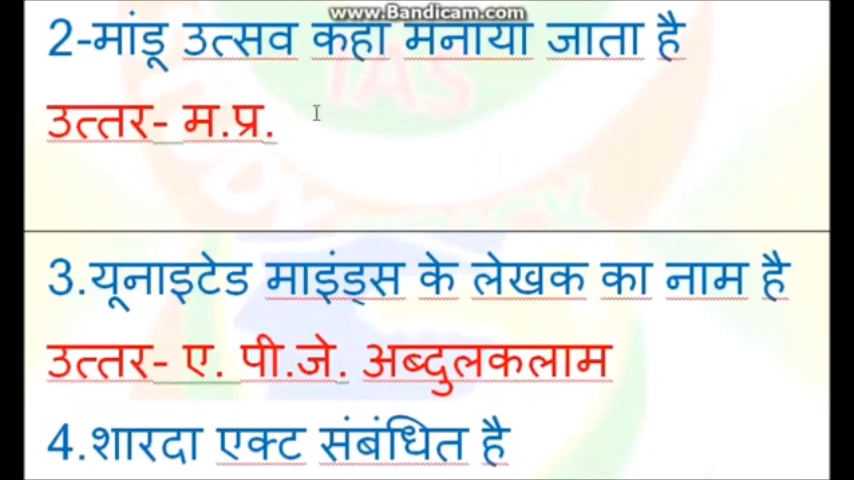 www.Bandicam.com
2-मांडू उत्सव कहां मनाया जाता है
उत्तर- म.प्र.
IAS
3.यूनाइटेड माइंड्स के लेखक का नाम है
उत्तर- ए. पी.जे. अब्दुलकलाम
4.शारदा एक्ट संबंधित है